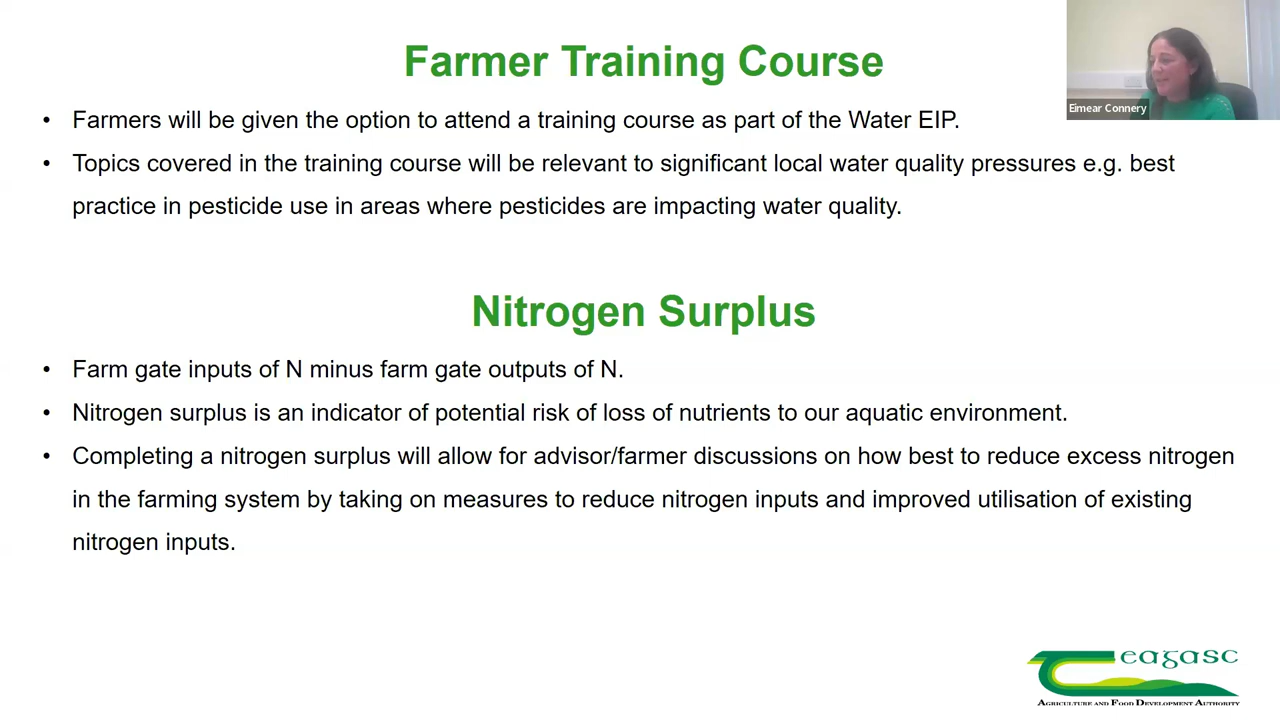 Farmer Training Course
Eimear Connery
• Farmers will be given the option to attend a training course as part of the Water EIP.
• Topics covered in the training course will be relevant to significant local water quality pressures e.g. best
practice in pesticide use in areas where pesticides are impacting water quality.
Nitrogen Surplus
• Farm gate inputs of N minus farm gate outputs of N.
• Nitrogen surplus is an indicator of potential risk of loss of nutrients to our aquatic environment.
• Completing a nitrogen surplus will allow for advisor/farmer discussions on how best to reduce excess nitrogen
in the farming system by taking on measures to reduce nitrogen inputs and improved utilisation of existing
nitrogen inputs.
Teagasc
Agriculture and Food Development Authority